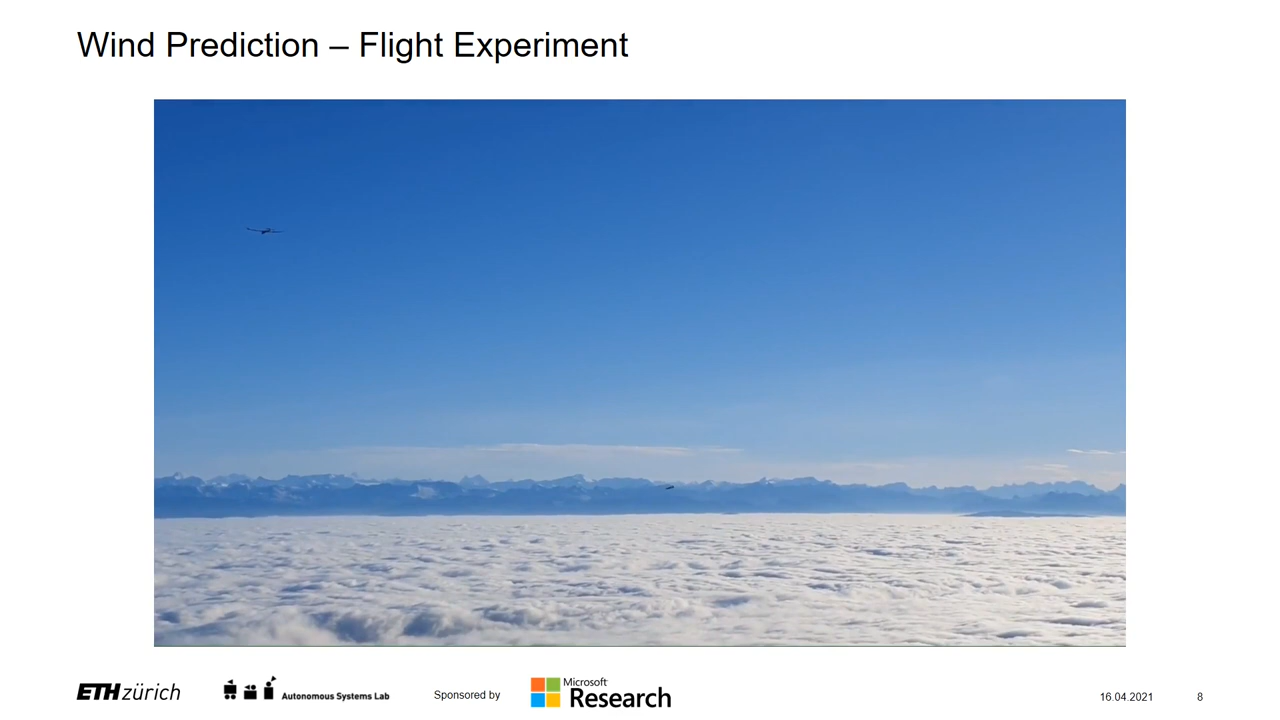 Wind Prediction – Flight Experiment
ETH zürich
Autonomous Systems Lab
Sponsored by
Microsoft
Research
16.04.2021
8